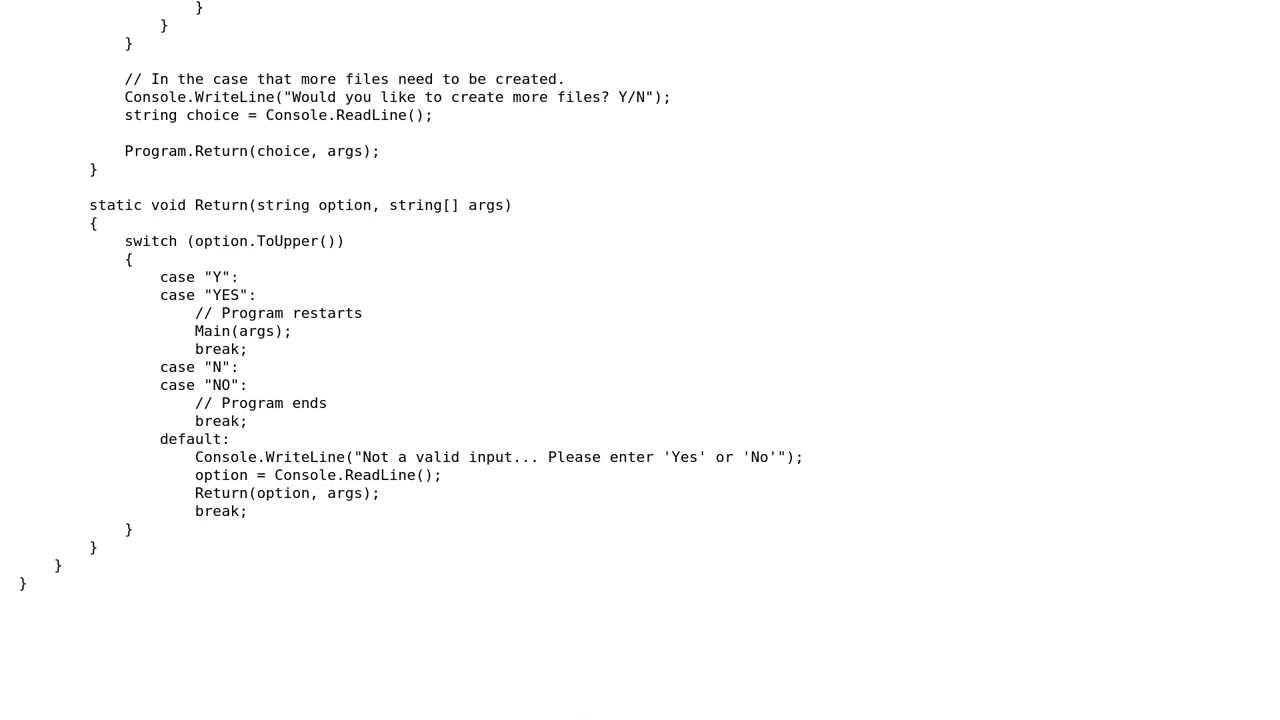 }
}
}
// In the case that more files need to be created.
Console.WriteLine("Would you like to create more files? Y/N");
string choice = Console.ReadLine();
Program.Return(choice, args);
}
static void Return(string option, string[] args)
{
switch (option.ToUpper())
{
case "Y":
case "YES":
// Program restarts
Main(args);
break;
case "N":
case "NO":
// Program ends
break;
default:
Console.WriteLine("Not a valid input... Please enter 'Yes' or 'No'");
option = Console.ReadLine();
Return(option, args);
break;
}
}
}
}